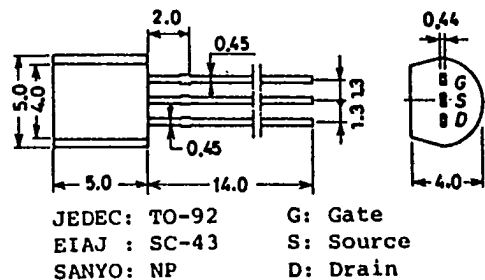 0.44
2.0
0.45
5.0
4.0
1.3
1.3
G
S
D
0.45
5.0
14.0
4.0
JEDEC: TO-92 G: Gate
EIAJ : SC-43 S: Source
SANYO: NP D: Drain